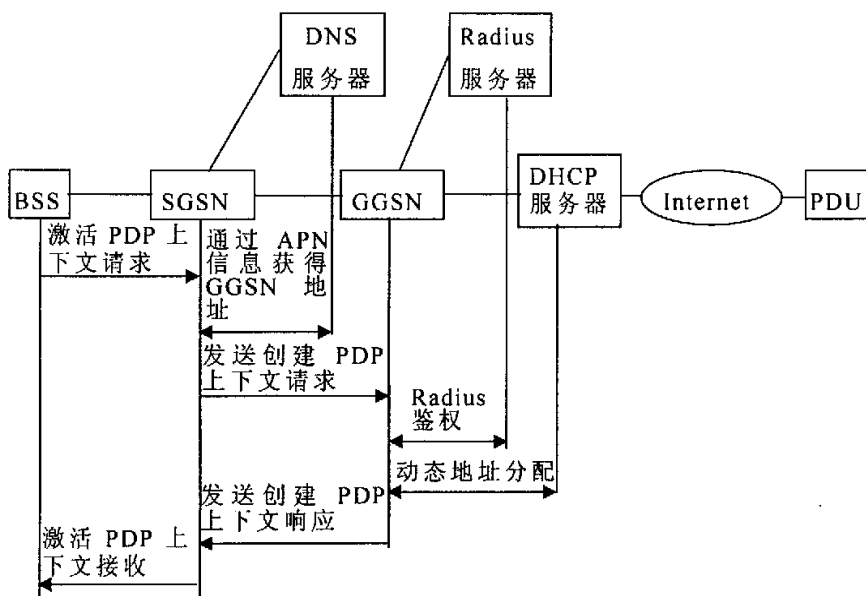 DNS
服务器
Radius
服务器
BSS
SGSN
GGSN
DHCP
服务器
Internet
PDU
激活 PDP 上
下文请求
通过 APN
信息获得
GGSN 地
址
发送创建 PDP
上下文请求
Radius
鉴权
动态地址分配
发送创建 PDP
上下文响应
激活 PDP 上
下文接收